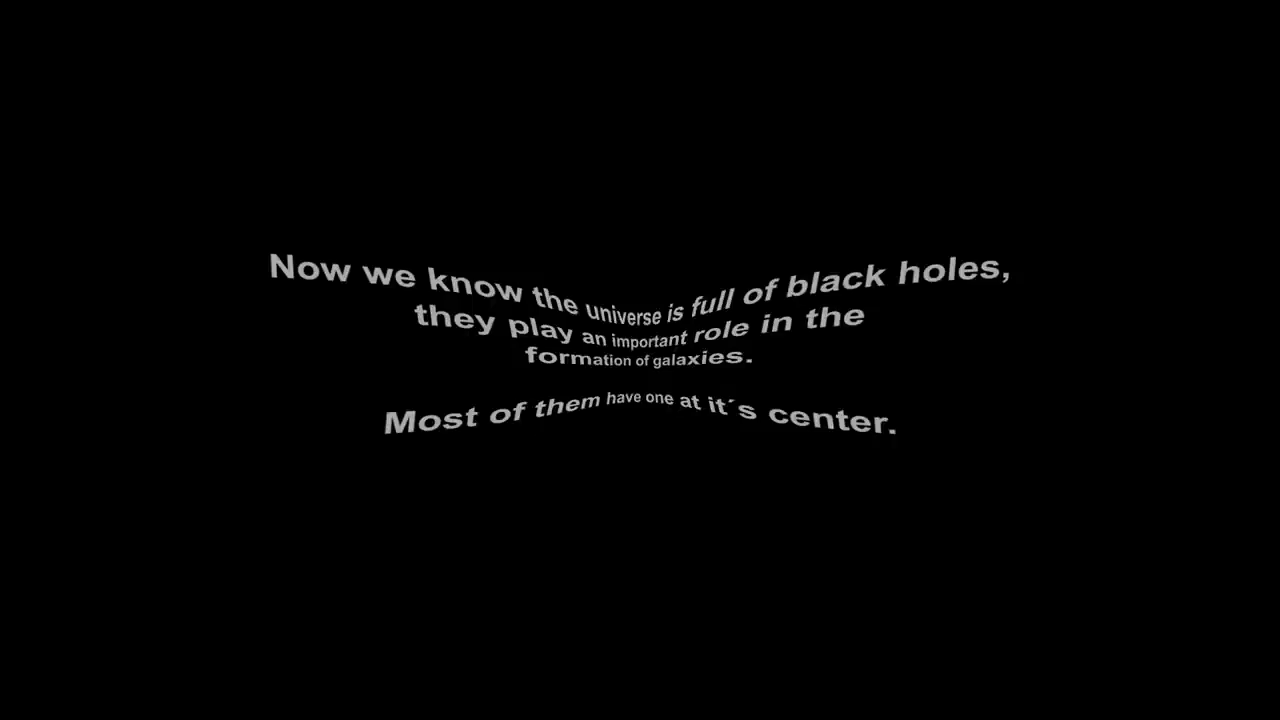 Now we know the universe is full of black holes,
they play an important role in the
formation of galaxies.
Most of them have one at it´s center.